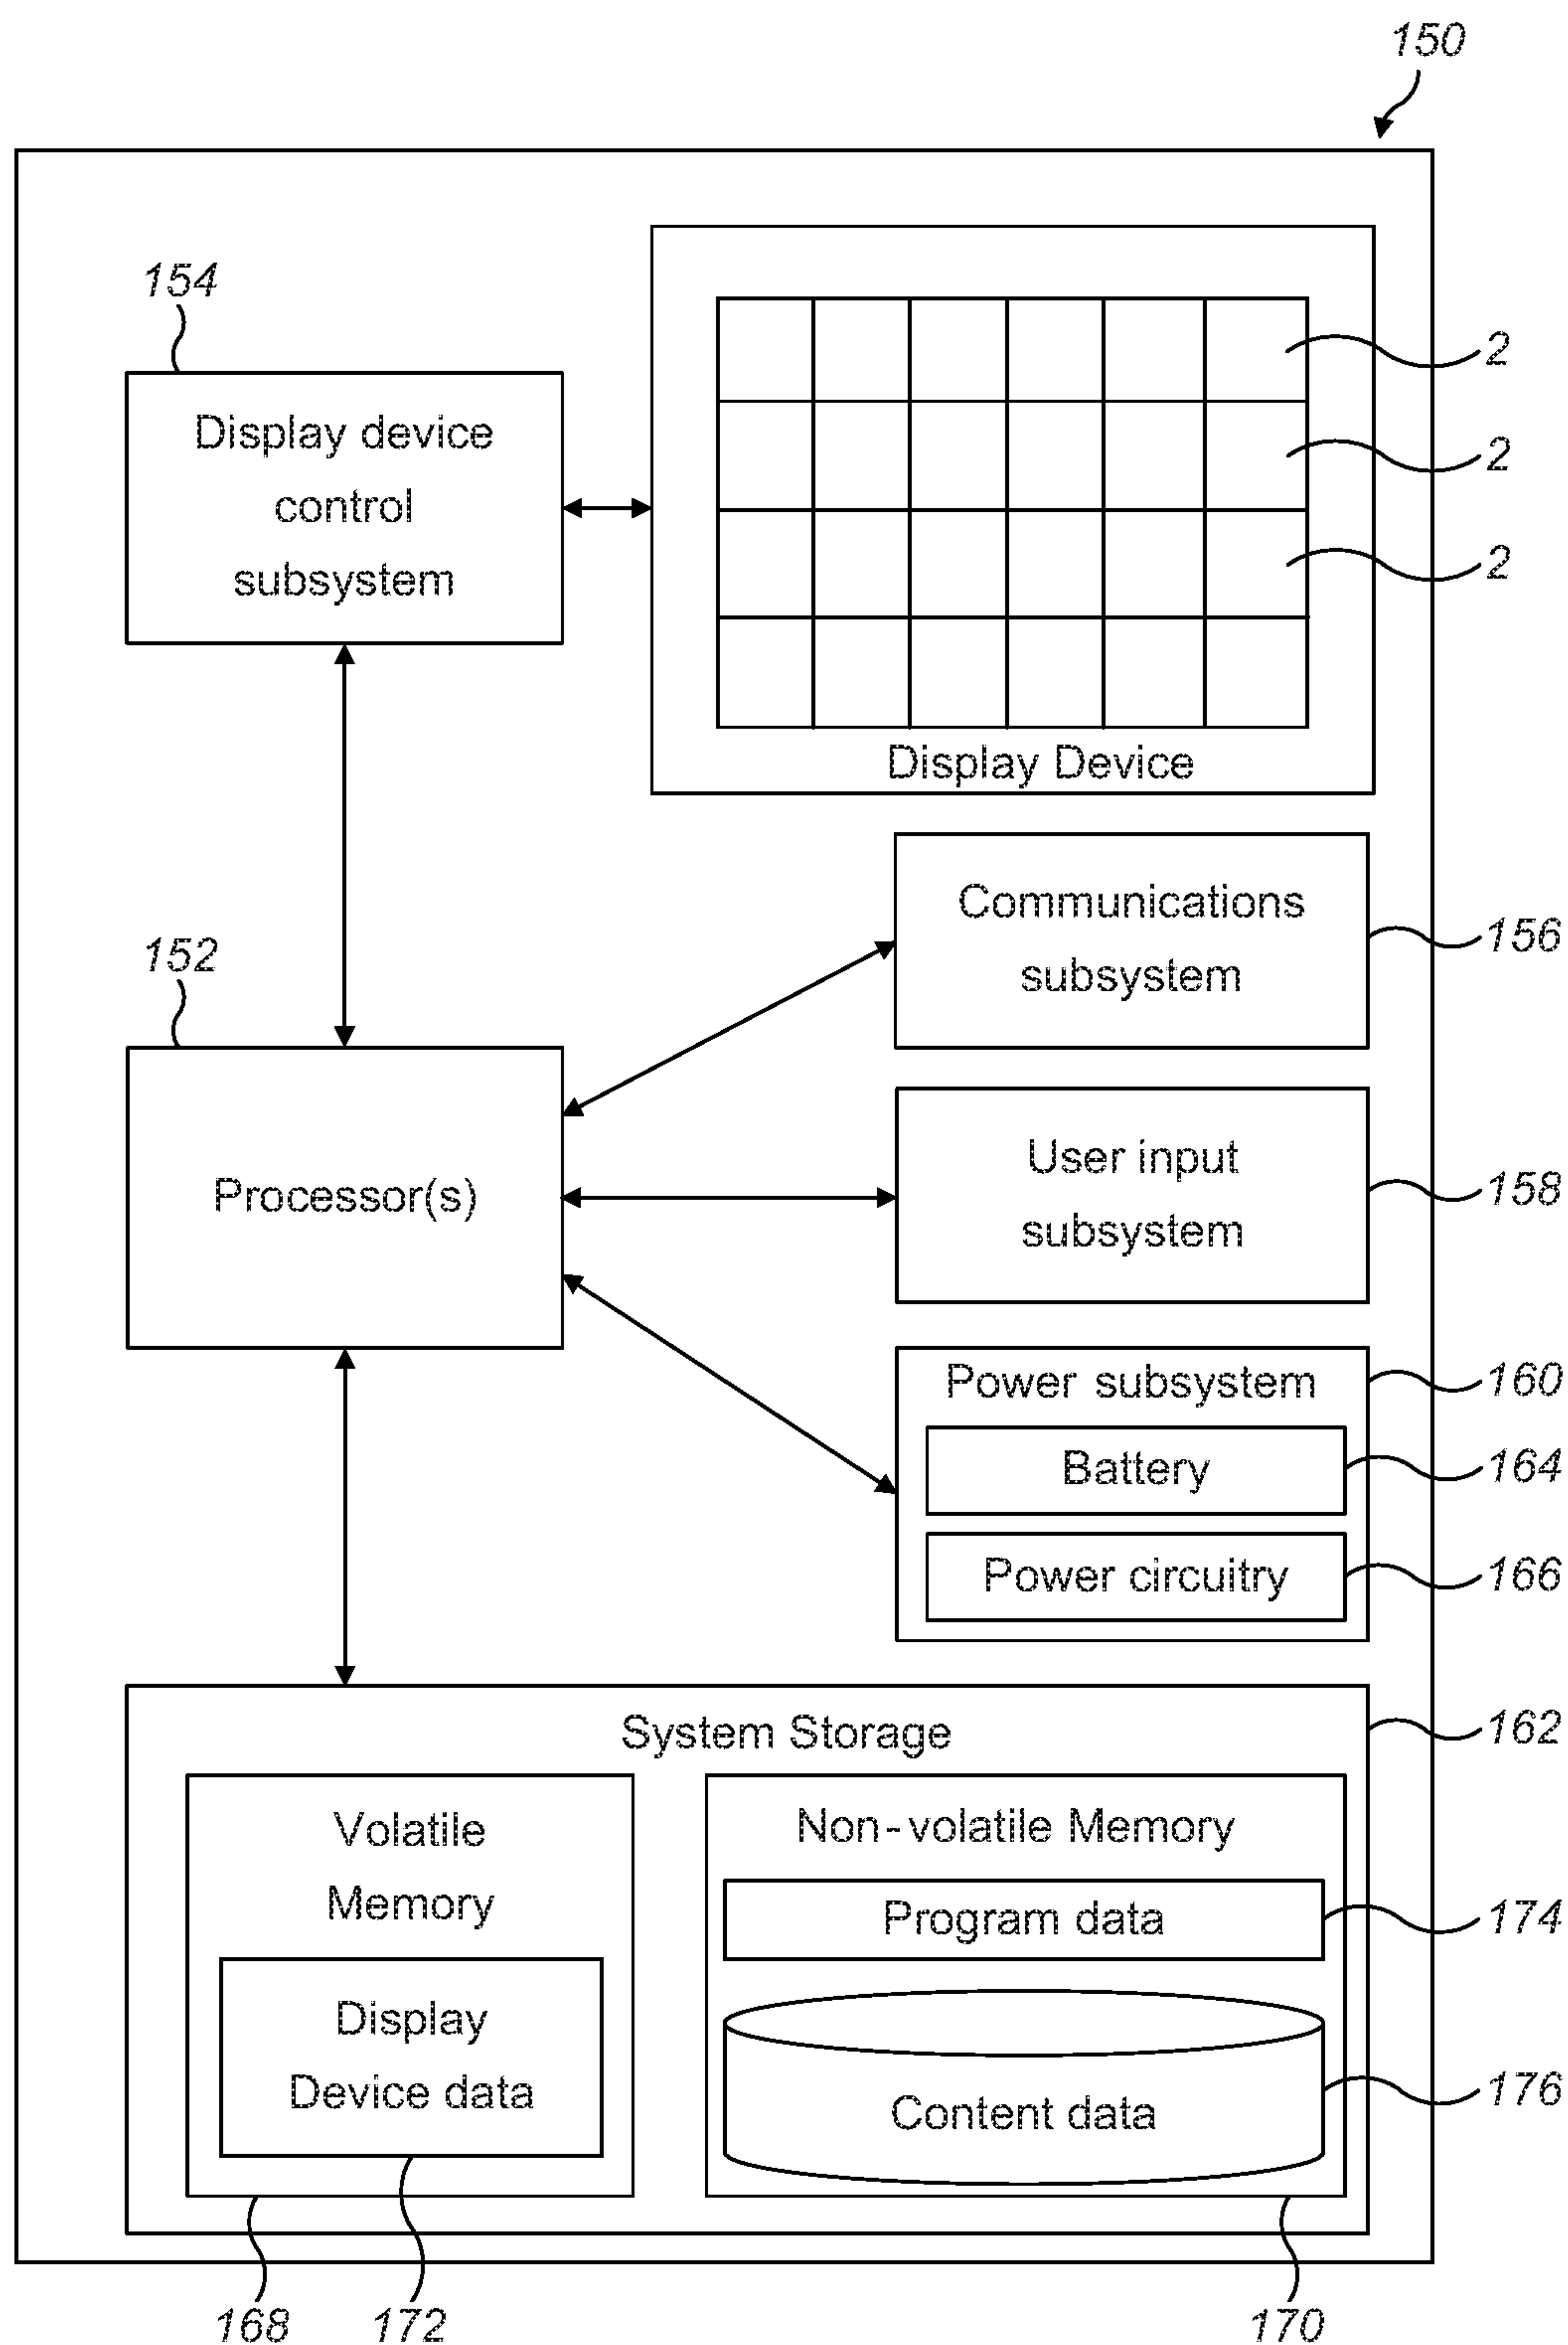 150
154
Display device
control
subsystem
2
2
2
Display Device
Communications
subsystem
156
152
Processor(s)
User input
subsystem
158
Power subsystem
160
Battery
164
Power circuitry
166
System Storage
162
Volatile
Memory
Display
Device data
Non-volatile Memory
Program data
174
Content data
176
168
172
170